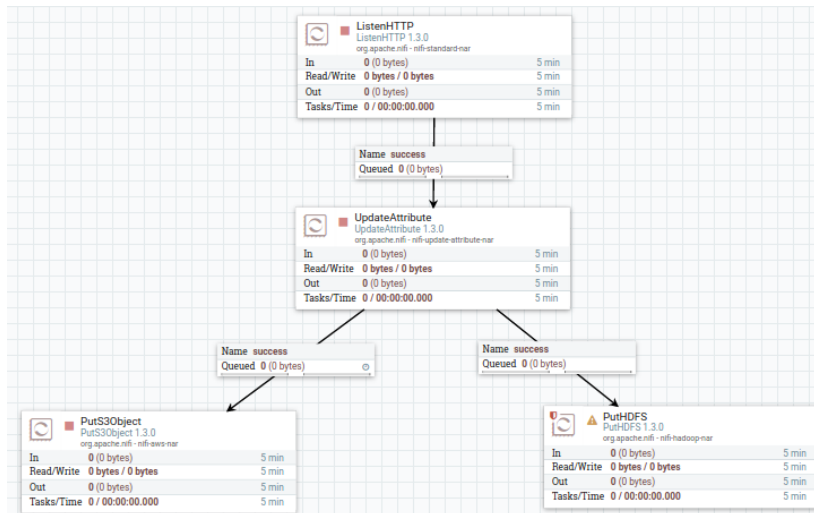 ListenHTTP
ListenHTTP 1.3.0
org.apache.nifi - nifi-standard-nar
In 0 (0 bytes) 5 min
Read/Write 0 bytes / 0 bytes 5 min
Out 0 (0 bytes) 5 min
Tasks/Time 0 / 00:00:00.000 5 min
Name success
Queued 0 (0 bytes)
UpdateAttribute
UpdateAttribute 1.3.0
org.apache.nifi - nifi-update-attribute-nar
In 0 (0 bytes) 5 min
Read/Write 0 bytes / 0 bytes 5 min
Out 0 (0 bytes) 5 min
Tasks/Time 0 / 00:00:00.000 5 min
Name success
Queued 0 (0 bytes)
Name success
Queued 0 (0 bytes)
PutS3Object
PutS3Object 1.3.0
org.apache.nifi - nifi-aws-nar
In 0 (0 bytes) 5 min
Read/Write 0 bytes / 0 bytes 5 min
Out 0 (0 bytes) 5 min
Tasks/Time 0 / 00:00:00.000 5 min
PutHDFS
PutHDFS 1.3.0
org.apache.nifi - nifi-hadoop-nar
In 0 (0 bytes) 5 min
Read/Write 0 bytes / 0 bytes 5 min
Out 0 (0 bytes) 5 min
Tasks/Time 0 / 00:00:00.000 5 min